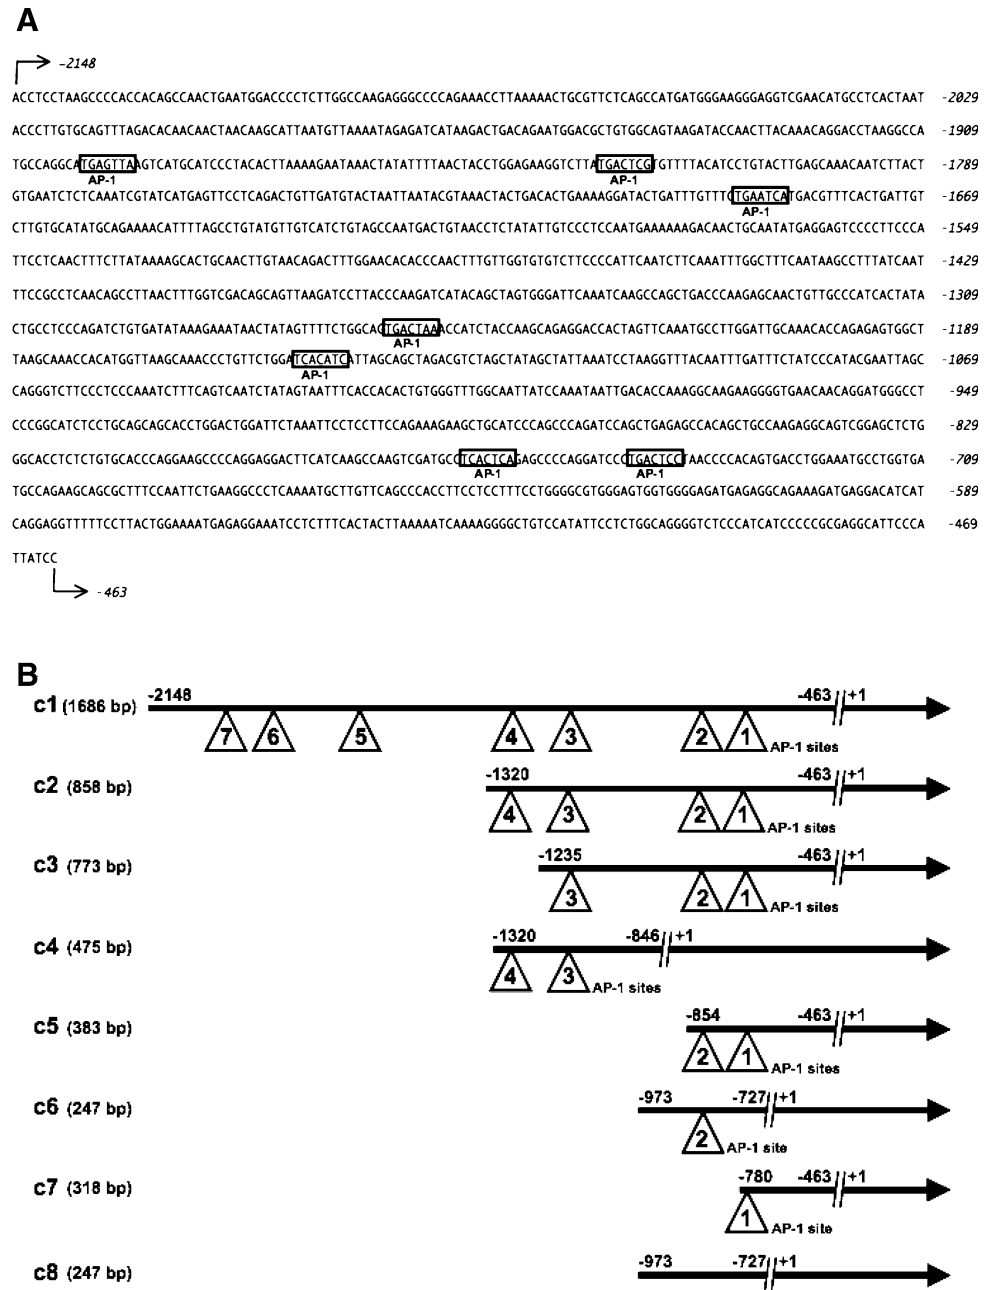 A
-2148
ACCTCCTAAGCCCCACCACAGCCAACTGAATGGACCCCTCTTGGCCAAGAGGGCCCCAGAAACCTTAAAAACTGCGTTCTCAGCCATGATGGGAAGGGAGGTCGAACATGCCTCACTAAT -2029
ACCCTTGTGCAGTTTAGACACAACAACTAACAAGCATTAATGTTAAAATAGAGATCATAAGACTGACAGAATGGACGCTGTGGCAGTAAGATACCAACTTACAAACAGGACCTAAGGCCA -1909
TGCCAGGCATGAGTTAAGTCATGCATCCCTACACTTAAAAGAATAAACTATATTTTAACTACCTGGAGAAGGTCTTATGACTCGTGTTTTACATCCTGTACTTGAGCAAACAATCTTACT -1789
AP-1 AP-1
GTGAATCTCTCAAATCGTATCATGAGTTCCTCAGACTGTTGATGTACTAATTAATACGTAAACTACTGACACTGAAAAGGATACTGATTTGTTTCTGAATCATGACGTTTCACTGATTGT -1669
AP-1
CTTGTGCATATGCAGAAAACATTTTAGCCTGTATGTTGTCATCTGTAGCCAATGACTGTAACCTCTATATTGTCCCTCCAATGAAAAAAGACAACTGCAATATGAGGAGTCCCCTTCCCA -1549
TTCCTCAACTTTCTTATAAAAGCACTGCAACTTGTAACAGACTTTGGAACACACCCAACTTTGTTGGTGTGTCTTCCCCATTCAATCTTCAAATTTGGCTTTCAATAAGCCTTTATCAAT -1429
TTCCGCCTCAACAGCCTTAACTTTGGTCGACAGCAGTTAAGATCCTTACCCAAGATCATACAGCTAGTGGGATTCAAATCAAGCCAGCTGACCCAAGAGCAACTGTTGCCCATCACTATA -1309
CTGCCTCCCAGATCTGTGATATAAAGAAATAACTATAGTTTTCTGGCACTGACTAAACCATCTACCAAGCAGAGGACCACTAGTTCAAATGCCTTGGATTGCAAACACCAGAGAGTGGCT -1189
AP-1
TAAGCAAACCACATGGTTAAGCAAACCCTGTTCTGGATCACATCATTAGCAGCTAGACGTCTAGCTATAGCTATTAAATCCTAAGGTTTACAATTTGATTTCTATCCCATACGAATTAGC -1069
AP-1
CAGGGTCTTCCCTCCCAAATCTTTCAGTCAATCTATAGTAATTTCACCACACTGTGGGTTTGGCAATTATCCAAATAATTGACACCAAAGGCAAGAAGGGGTGAACAACAGGATGGGCCT -949
CCCGGCATCTCCTGCAGCAGCACCTGGACTGGATTCTAAATTCCTCCTTCCAGAAAGAAGCTGCATCCCAGCCCAGATCCAGCTGAGAGCCACAGCTGCCAAGAGGCAGTCGGAGCTCTG -829
GGCACCTCTCTGTGCACCCAGGAAGCCCCAGGAGGACTTCATCAAGCCAAGTCGATGCCTCACTCAGAGCCCCAGGATCCCTGACTCCTAACCCCACAGTGACCTGGAAATGCCTGGTGA -709
AP-1 AP-1
TGCCAGAAGCAGCGCTTTCCAATTCTGAAGGCCCTCAAAATGCTTGTTCAGCCCACCTTCCTCCTTTCCTGGGGCGTGGGAGTGGTGGGGAGATGAGAGGCAGAAAGATGAGGACATCAT -589
CAGGAGGTTTTTCCTTACTGGAAAATGAGAGGAAATCCTCTTTCACTACTTAAAAATCAAAAGGGGCTGTCCATATTCCTCTGGCAGGGGTCTCCCATCATCCCCCGCGAGGCATTCCCA -469
TTATCC
-463
B
c1 (1686 bp) -2148 -463 +1
7 6 5 4 3 2 1 AP-1 sites
c2 (858 bp) -1320 -463 +1
4 3 2 1 AP-1 sites
c3 (773 bp) -1235 -463 +1
3 2 1 AP-1 sites
c4 (475 bp) -1320 -846 +1
4 3 AP-1 sites
c5 (383 bp) -854 -463 +1
2 1 AP-1 sites
c6 (247 bp) -973 -727 +1
2 AP-1 site
c7 (318 bp) -780 -463 +1
1 AP-1 site
c8 (247 bp) -973 -727 +1